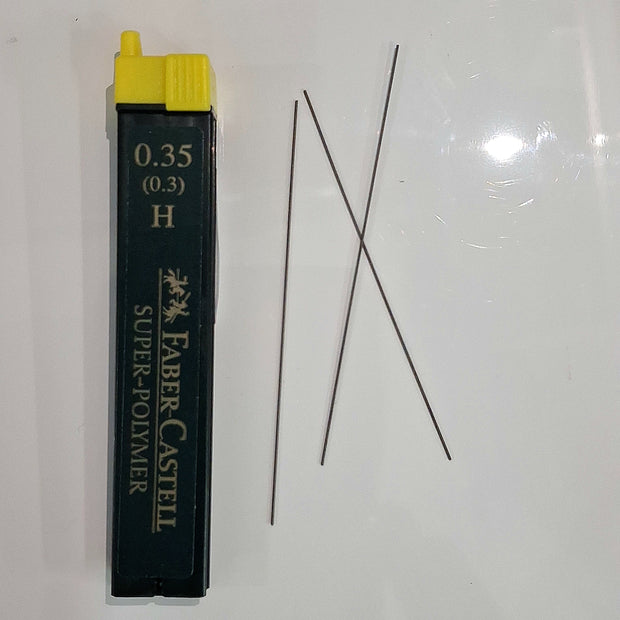 0.35
(0.3)
H
FABER-CASTELL
SUPER-POLYMER